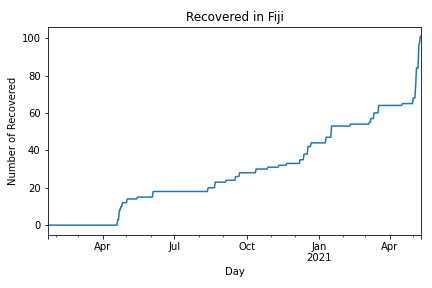 Recovered in Fiji
Number of Recovered
100
80
60
40
20
0
Apr
Jul
Oct
Jan
2021
Apr
Day